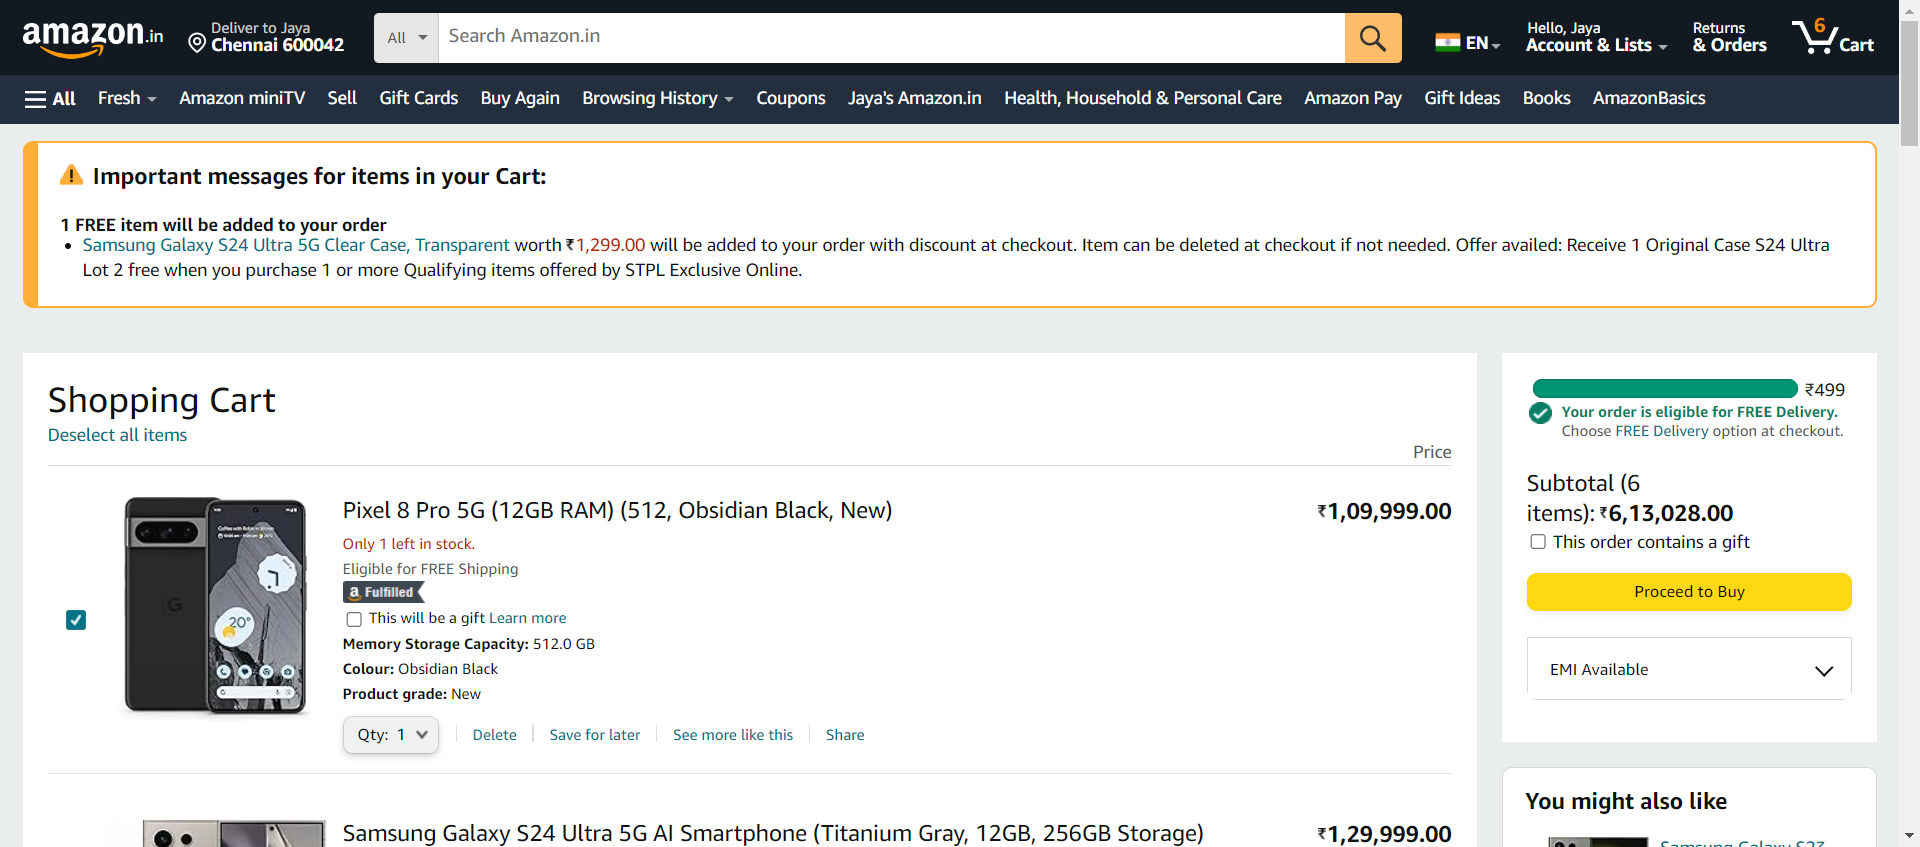 amazon.in
Deliver to Jaya
Chennai 600042
All
Search Amazon.in
EN
Hello, Jaya
Account & Lists
Returns
& Orders
6
Cart
All
Fresh
Amazon miniTV
Sell
Gift Cards
Buy Again
Browsing History
Coupons
Jaya's Amazon.in
Health, Household & Personal Care
Amazon Pay
Gift Ideas
Books
AmazonBasics
Important messages for items in your Cart:
1 FREE item will be added to your order
• Samsung Galaxy S24 Ultra 5G Clear Case, Transparent worth ₹1,299.00 will be added to your order with discount at checkout. Item can be deleted at checkout if not needed. Offer availed: Receive 1 Original Case S24 Ultra
Lot 2 free when you purchase 1 or more Qualifying items offered by STPL Exclusive Online.
Shopping Cart
Deselect all items
Price
Pixel 8 Pro 5G (12GB RAM) (512, Obsidian Black, New)
₹1,09,999.00
Only 1 left in stock.
Eligible for FREE Shipping
a Fulfilled
This will be a gift Learn more
Memory Storage Capacity: 512.0 GB
Colour: Obsidian Black
Product grade: New
Qty: 1
Delete
Save for later
See more like this
Share
20°
Samsung Galaxy S24 Ultra 5G AI Smartphone (Titanium Gray, 12GB, 256GB Storage)
₹1,29,999.00
₹499
Your order is eligible for FREE Delivery.
Choose FREE Delivery option at checkout.
Subtotal (6
items): ₹6,13,028.00
This order contains a gift
Proceed to Buy
EMI Available
You might also like
Samsung Galaxy S23